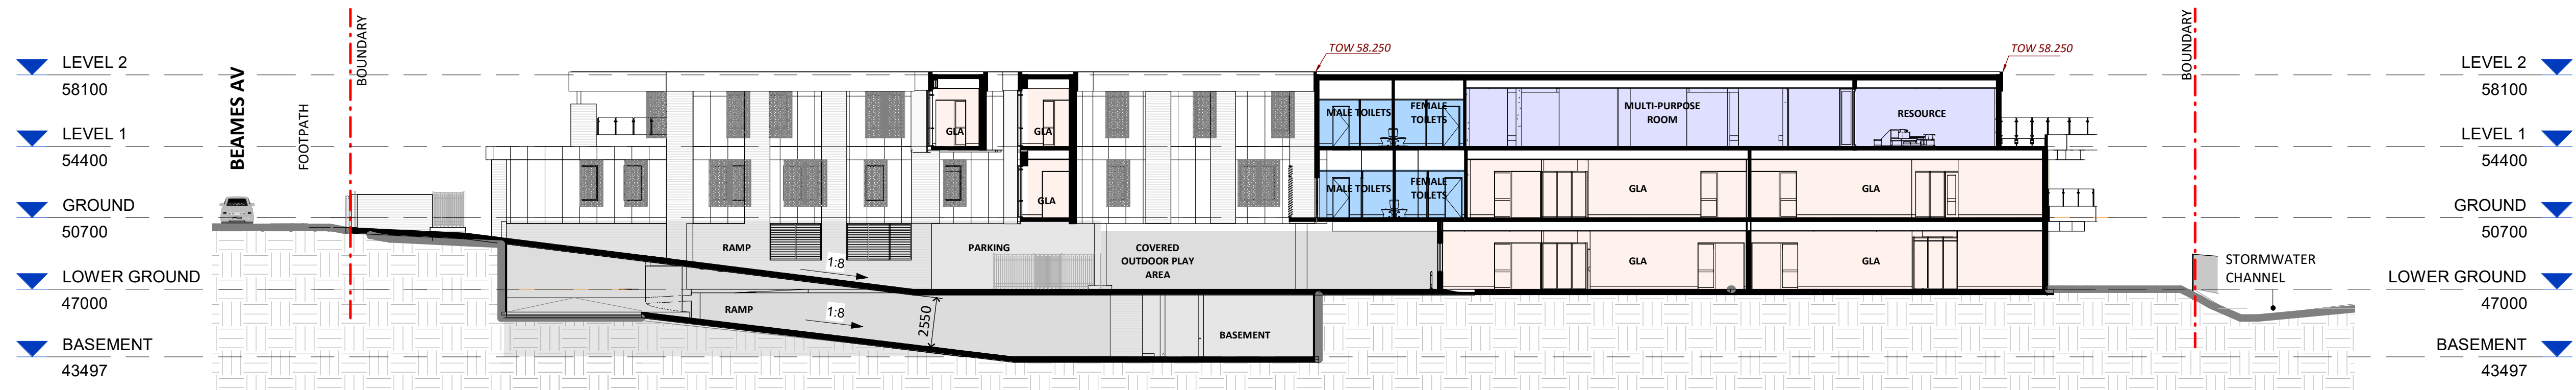 LEVEL 2
58100
LEVEL 1
54400
GROUND
50700
LOWER GROUND
47000
BASEMENT
43497
BEAMES AV
FOOTPATH
BOUNDARY
TOW 58.250
TOW 58.250
GLA
GLA
GLA
MALE TOILETS
FEMALE
TOILETS
MULTI-PURPOSE
ROOM
RESOURCE
MALE TOILETS
FEMALE
TOILETS
GLA
GLA
RAMP
1:8
PARKING
COVERED
OUTDOOR PLAY
AREA
GLA
GLA
RAMP
1:8
2550
BASEMENT
BOUNDARY
STORMWATER
CHANNEL
LEVEL 2
58100
LEVEL 1
54400
GROUND
50700
LOWER GROUND
47000
BASEMENT
43497